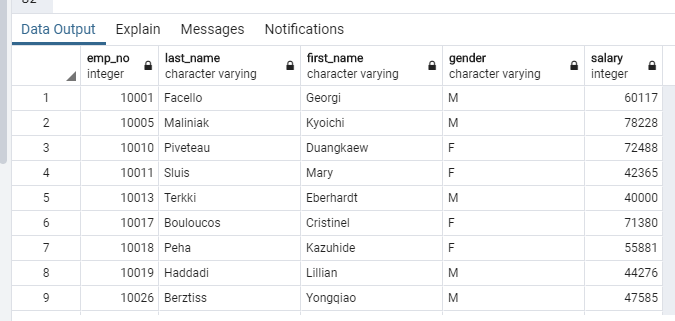 Data Output Explain Messages Notifications
emp_no last_name first_name gender salary
integer character varying character varying character varying integer
1 10001 Facello Georgi M 60117
2 10005 Maliniak Kyoichi M 78228
3 10010 Piveteau Duangkaew F 72488
4 10011 Sluis Mary F 42365
5 10013 Terkki Eberhardt M 40000
6 10017 Bouloucos Cristinel F 71380
7 10018 Peha Kazuhide F 55881
8 10019 Haddadi Lillian M 44276
9 10026 Berztiss Yongqiao M 47585